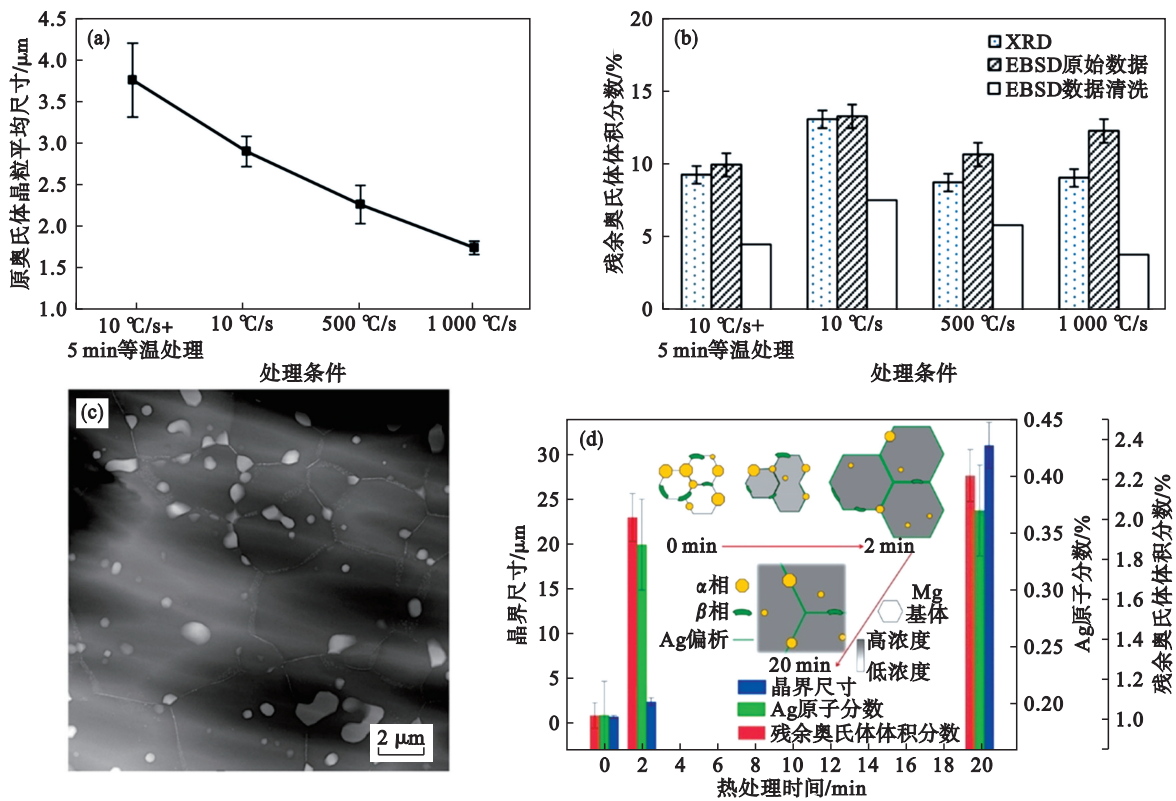 (a)
原奥氏体晶粒平均尺寸/μm
4.5
4.0
3.5
3.0
2.5
2.0
1.5
1.0
10 ℃/s+
5 min等温处理
10 ℃/s
500 ℃/s
1 000 ℃/s
处理条件
(b)
残余奥氏体体积分数/%
20
15
10
5
0
XRD
EBSD原始数据
EBSD数据清洗
10 ℃/s+
5 min等温处理
10 ℃/s
500 ℃/s
1 000 ℃/s
处理条件
(c)
2 μm
(d)
晶界尺寸/μm
30
25
20
15
10
5
0
0 min
2 min
α相
β相
Ag偏析
Mg
基体
高浓度
低浓度
20 min
晶界尺寸
Ag原子分数
残余奥氏体体积分数
0 2 4 6 8 10 12 14 16 18 20
热处理时间/min
0.45
0.40
0.35
0.30
0.25
0.20
Ag原子分数/%
2.4
2.2
2.0
1.8
1.6
1.4
1.2
1.0
残余奥氏体体积分数/%